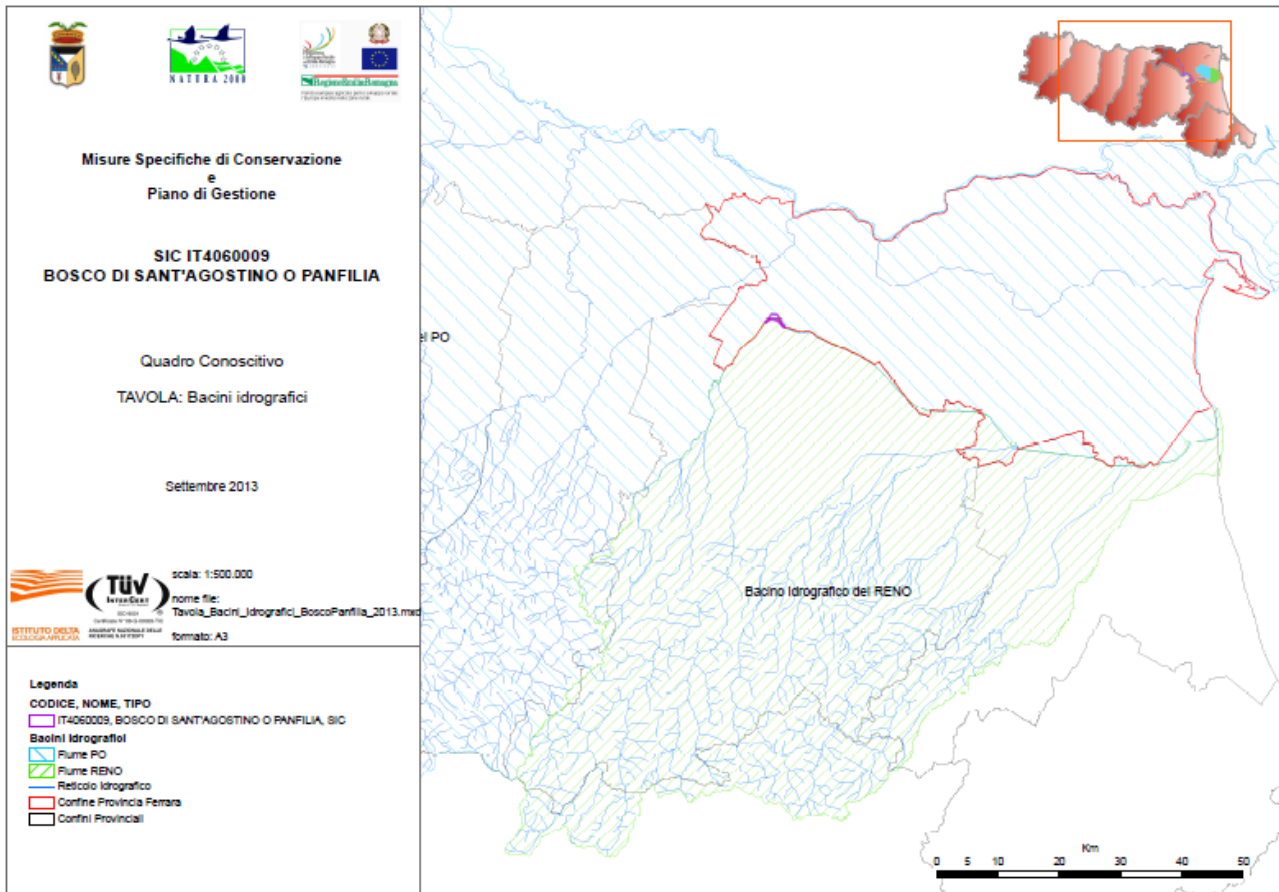 NATURA 2000
RegioneEmiliaRomagna
Misure Specifiche di Conservazione
e
Piano di Gestione
SIC IT4060009
BOSCO DI SANT'AGOSTINO O PANFILIA
Quadro Conoscitivo
TAVOLA: Bacini idrografici
Settembre 2013
ISTITUTO DELTA
ECOLOGIA APPLICATA
TÜV
INTERCERT
scala: 1:500.000
nome file:
Tavola_Bacini_Idrografici_BoscoPanfilia_2013.mxd
formato: A3
Legenda
CODICE, NOME, TIPO
IT4060009, BOSCO DI SANT'AGOSTINO O PANFILIA, SIC
Bacini Idrografici
Fiume PO
Fiume RENO
Reticolo Idrografico
Confine Provincia Ferrara
Confini Provinciali
el PO
Bacino Idrografico del RENO
Km
0 5 10 20 30 40 50